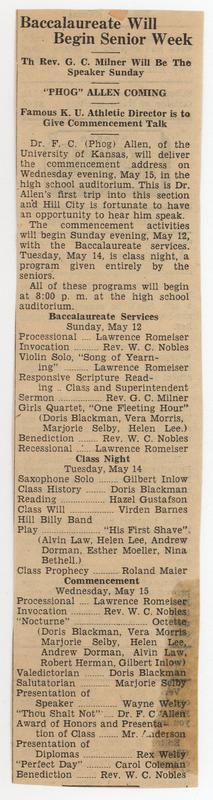 Baccalaureate Will
Begin Senior Week
Th Rev. G. C. Milner Will Be The
Speaker Sunday
"PHOG" ALLEN COMING
Famous K. U. Athletic Director is to
Give Commencement Talk
Dr. F. C. (Phog) Allen, of the
University of Kansas, will deliver
the commencement address on
Wednesday evening, May 15, in the
high school auditorium. This is Dr.
Allen's first trip into this section
and Hill City is fortunate to have
an opportunity to hear him speak.
The commencement activities
will begin Sunday evening, May 12,
with the Baccalaureate services.
Tuesday, May 14, is class night, a
program given entirely by the
seniors.
All of these programs will begin
at 8:00 p. m. at the high school
auditorium.
Baccalaureate Services
Sunday, May 12
Processional .... Lawrence Romeiser
Invocation .......... Rev. W. C. Nobles
Violin Solo, "Song of Yearn-
ing" .............. Lawrence Romeiser
Responsive Scripture Read-
ing .. Class and Superintendent
Sermon .............. Rev. G. C. Milner
Girls Quartet, "One Fleeting Hour"
(Doris Blackman, Vera Morris,
Marjorie Selby, Helen Lee.)
Benediction ........ Rev. W. C. Nobles
Recessional .. Lawrence Romeiser
Class Night
Tuesday, May 14
Saxophone Solo ...... Gilbert Inlow
Class History ...... Doris Blackman
Reading .............. Hazel Gustafson
Class Will .............. Virden Barnes
Hill Billy Band
Play .................... "His First Shave"
(Alvin Law, Helen Lee, Andrew
Dorman, Esther Moeller, Nina
Bethell.)
Class Prophecy ...... Roland Maier
Commencement
Wednesday, May 15
Processional .. Lawrence Romeiser
Invocation .......... Rev. W. C. Nobles
"Nocturne" .......................... Octette
(Doris Blackman, Vera Morris
Marjorie Selby, Helen Lee,
Andrew Dorman, Alvin Law,
Robert Herman, Gilbert Inlow)
Valedictorian ...... Doris Blackman
Salutatorian .......... Marjorie Selby
Presentation of
Speaker .............. Wayne Welty
"Thou Shalt Not" .. Dr. F. C. Allen
Award of Honors and Presenta-
tion of Class ...... Mr. Anderson
Presentation of
Diplomas .............. Rex Welty
"Perfect Day" ........ Carol Coleman
Benediction ........ Rev. W. C. Nobles